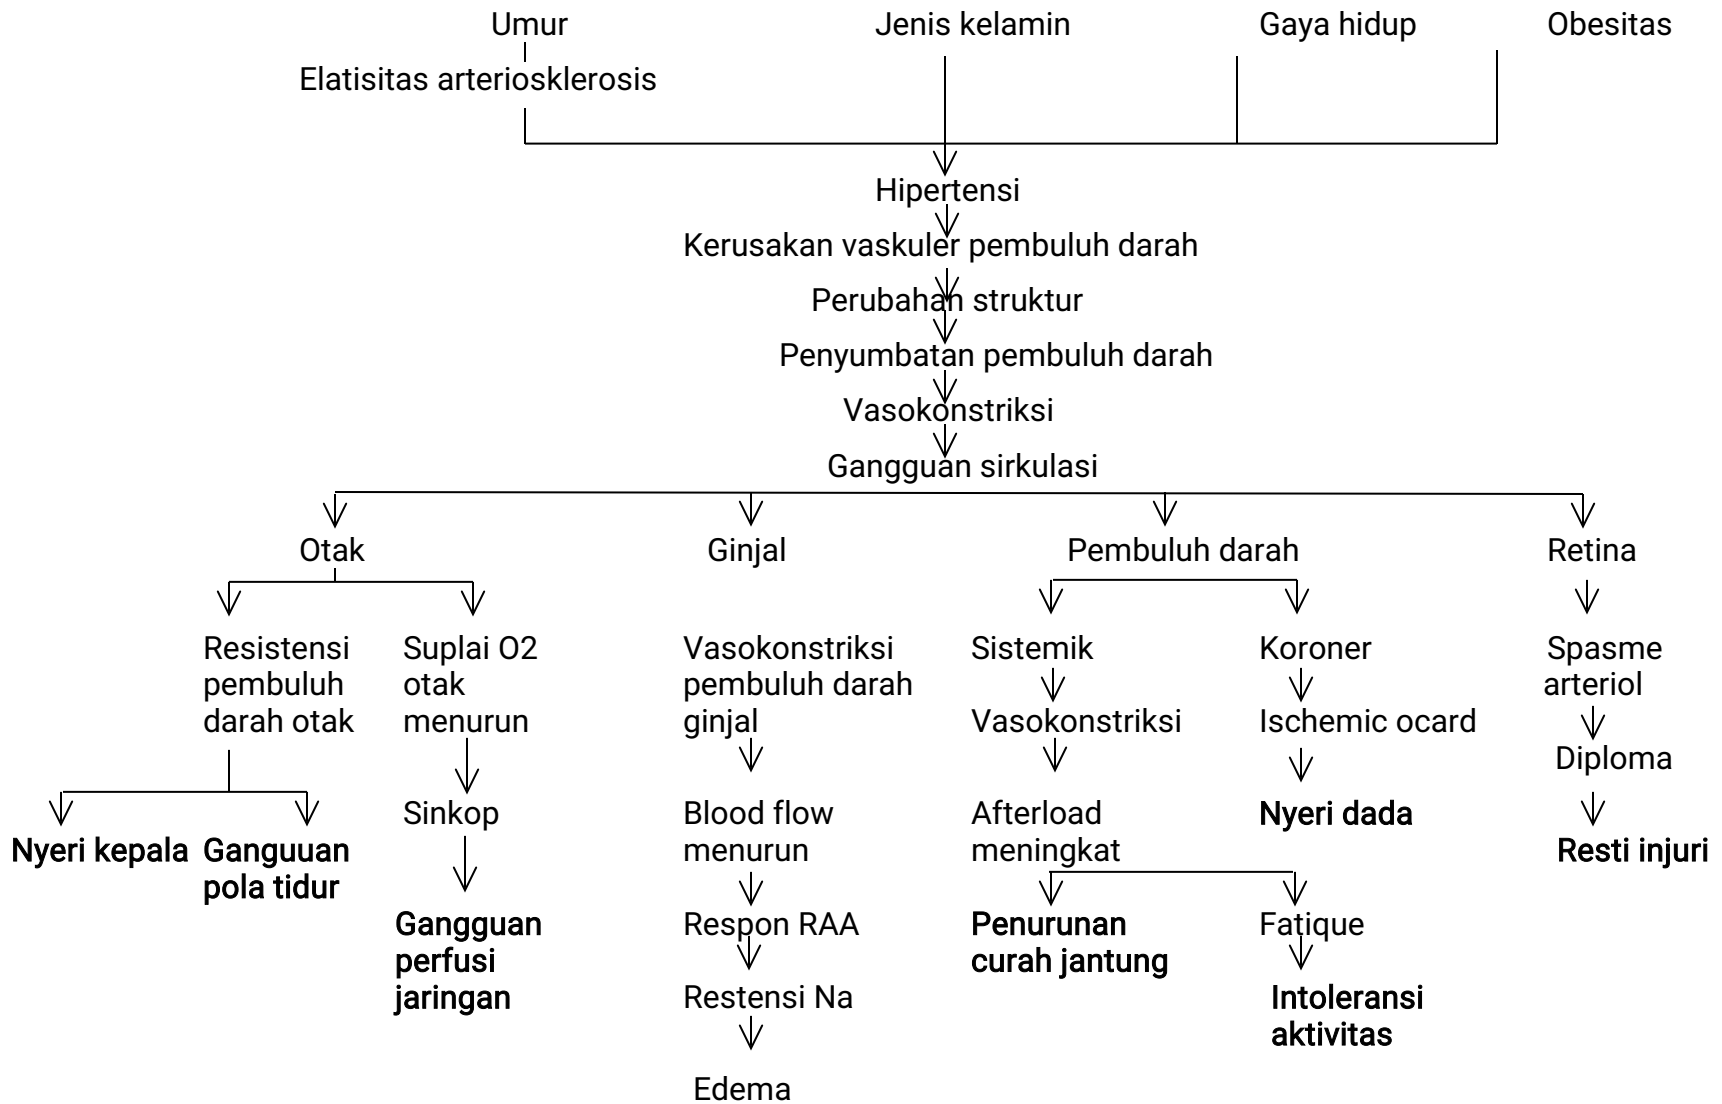 Umur
Jenis kelamin
Gaya hidup
Obesitas
Elatisitas arteriosklerosis
Hipertensi
Kerusakan vaskuler pembuluh darah
Perubahan struktur
Penyumbatan pembuluh darah
Vasokonstriksi
Gangguan sirkulasi
Otak
Ginjal
Pembuluh darah
Retina
Resistensi
pembuluh
darah otak
Suplai O2
otak
menurun
Vasokonstriksi
pembuluh darah
ginjal
Sistemik
Koroner
Spasme
arteriol
Vasokonstriksi
Ischemic ocard
Diploma
Sinkop
Blood flow
menurun
Afterload
meningkat
Nyeri dada
Nyeri kepala
Ganguuan
pola tidur
Resti injuri
Gangguan
perfusi
jaringan
Respon RAA
Penurunan
curah jantung
Fatique
Restensi Na
Intoleransi
aktivitas
Edema